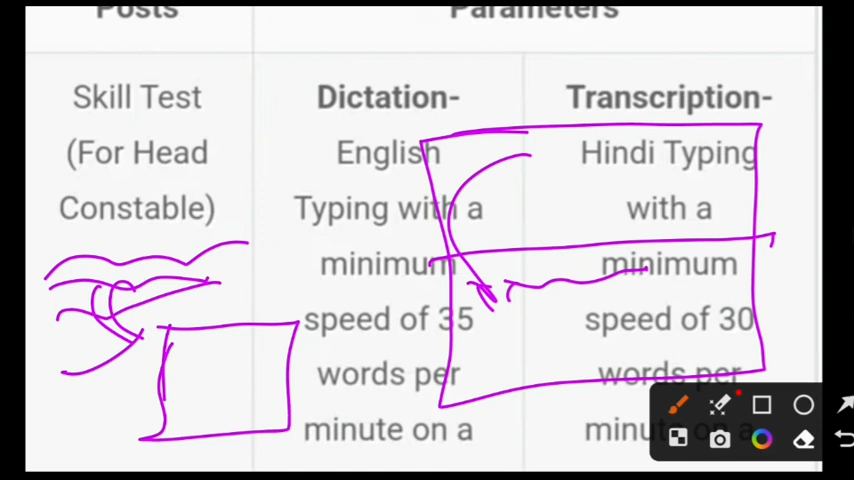 Posts Parameters
Skill Test
(For Head
Constable)
Dictation-
English
Typing with a
minimum
speed of 35
words per
minute on a
Transcription-
Hindi Typing
with a
minimum
speed of 30
words per
minute on a